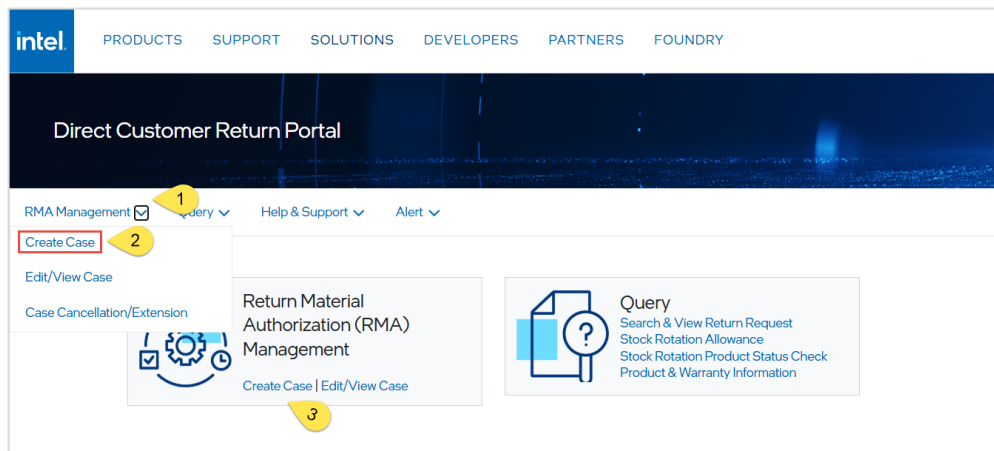 intel.
PRODUCTS SUPPORT SOLUTIONS DEVELOPERS PARTNERS FOUNDRY
Direct Customer Return Portal
RMA Management 1 Query Help & Support Alert
Create Case 2
Edit/View Case
Case Cancellation/Extension
Return Material
Authorization (RMA)
Management
Create Case | Edit/View Case
3
?
Query
Search & View Return Request
Stock Rotation Allowance
Stock Rotation Product Status Check
Product & Warranty Information